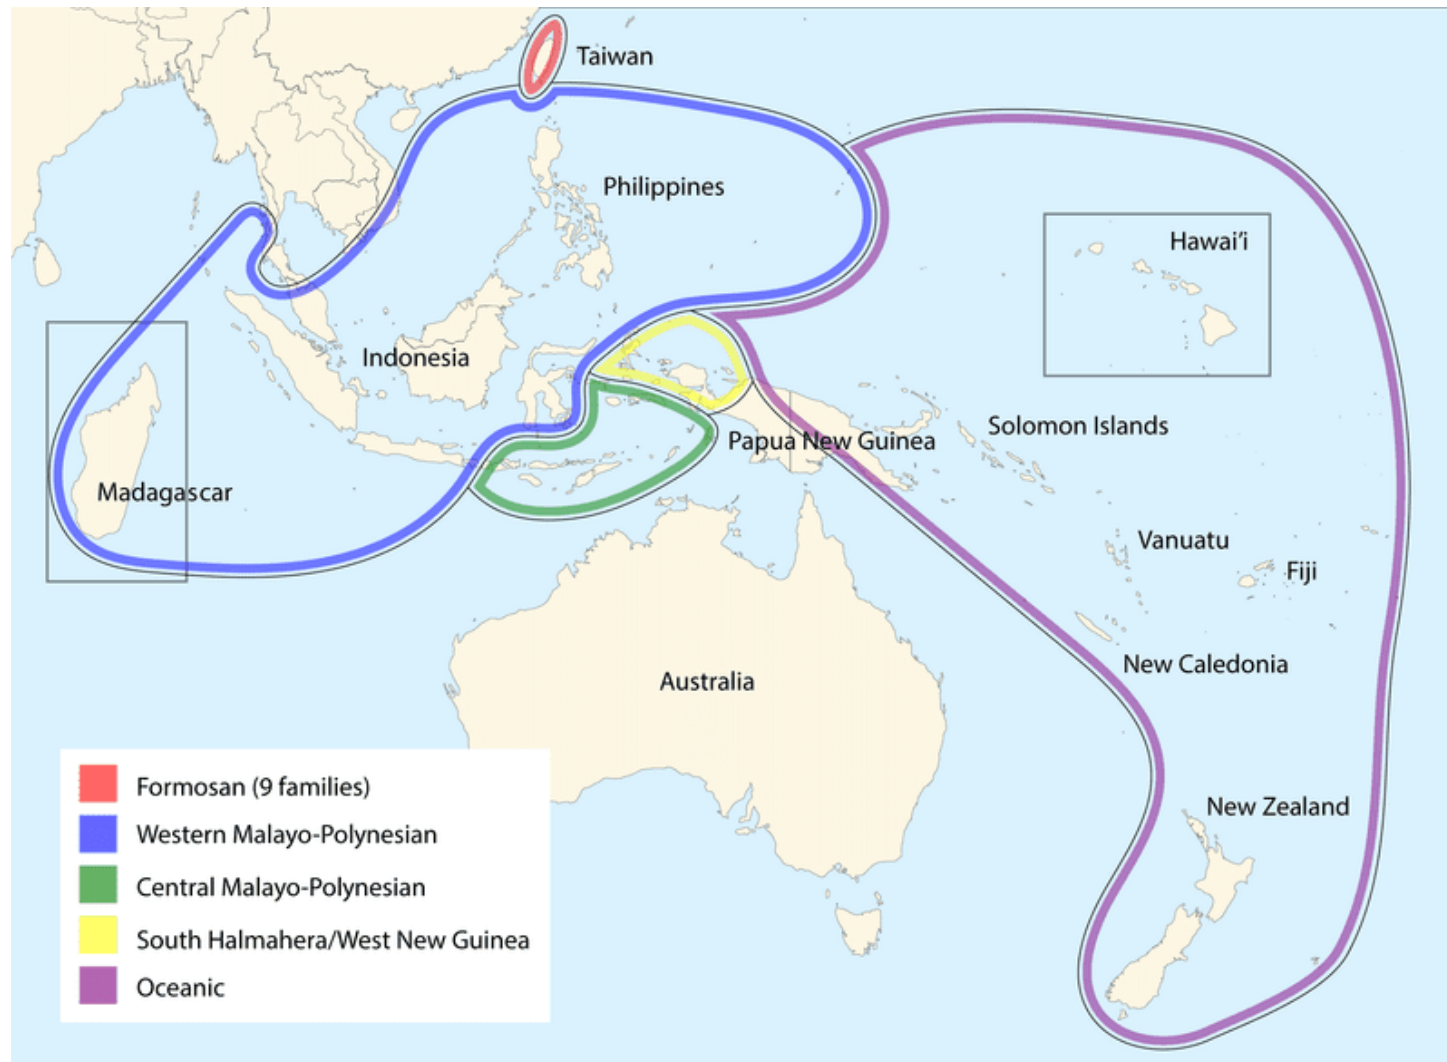 Taiwan
Philippines
Hawai'i
Indonesia
Solomon Islands
Papua New Guinea
Madagascar
Vanuatu
Fiji
New Caledonia
Australia
New Zealand
Formosan (9 families)
Western Malayo-Polynesian
Central Malayo-Polynesian
South Halmahera/West New Guinea
Oceanic